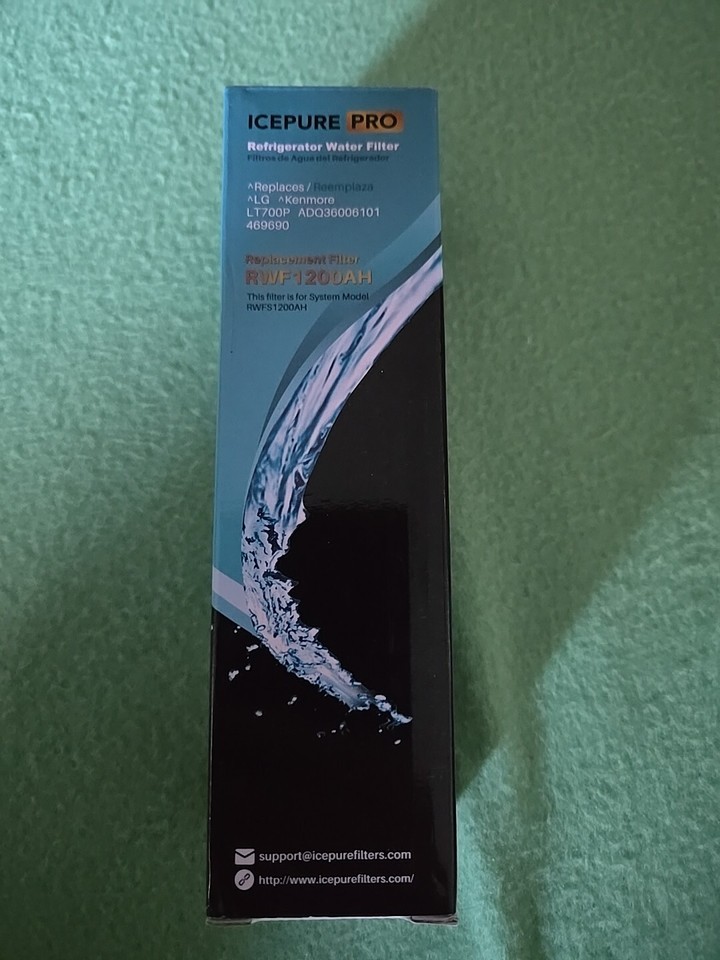 ICEPURE PRO
Refrigerator Water Filter
Filtros de Agua del Refrigerador
^Replaces / Reemplaza
^LG ^Kenmore
LT700P ADQ36006101
469690
Replacement Filter
RWF1200AH
This filter is for System Model
RWFS1200AH
support@icepurefilters.com
http://www.icepurefilters.com/